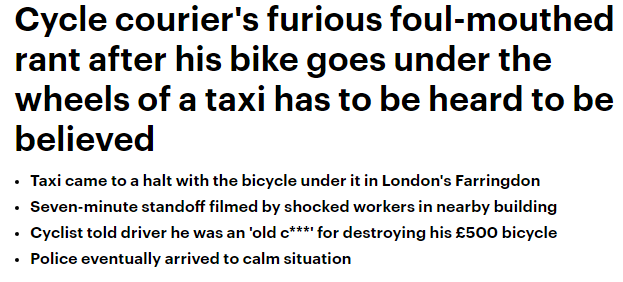 Cycle courier's furious foul-mouthed
rant after his bike goes under the
wheels of a taxi has to be heard to be
believed
• Taxi came to a halt with the bicycle under it in London's Farringdon
• Seven-minute standoff filmed by shocked workers in nearby building
• Cyclist told driver he was an 'old c***' for destroying his £500 bicycle
• Police eventually arrived to calm situation